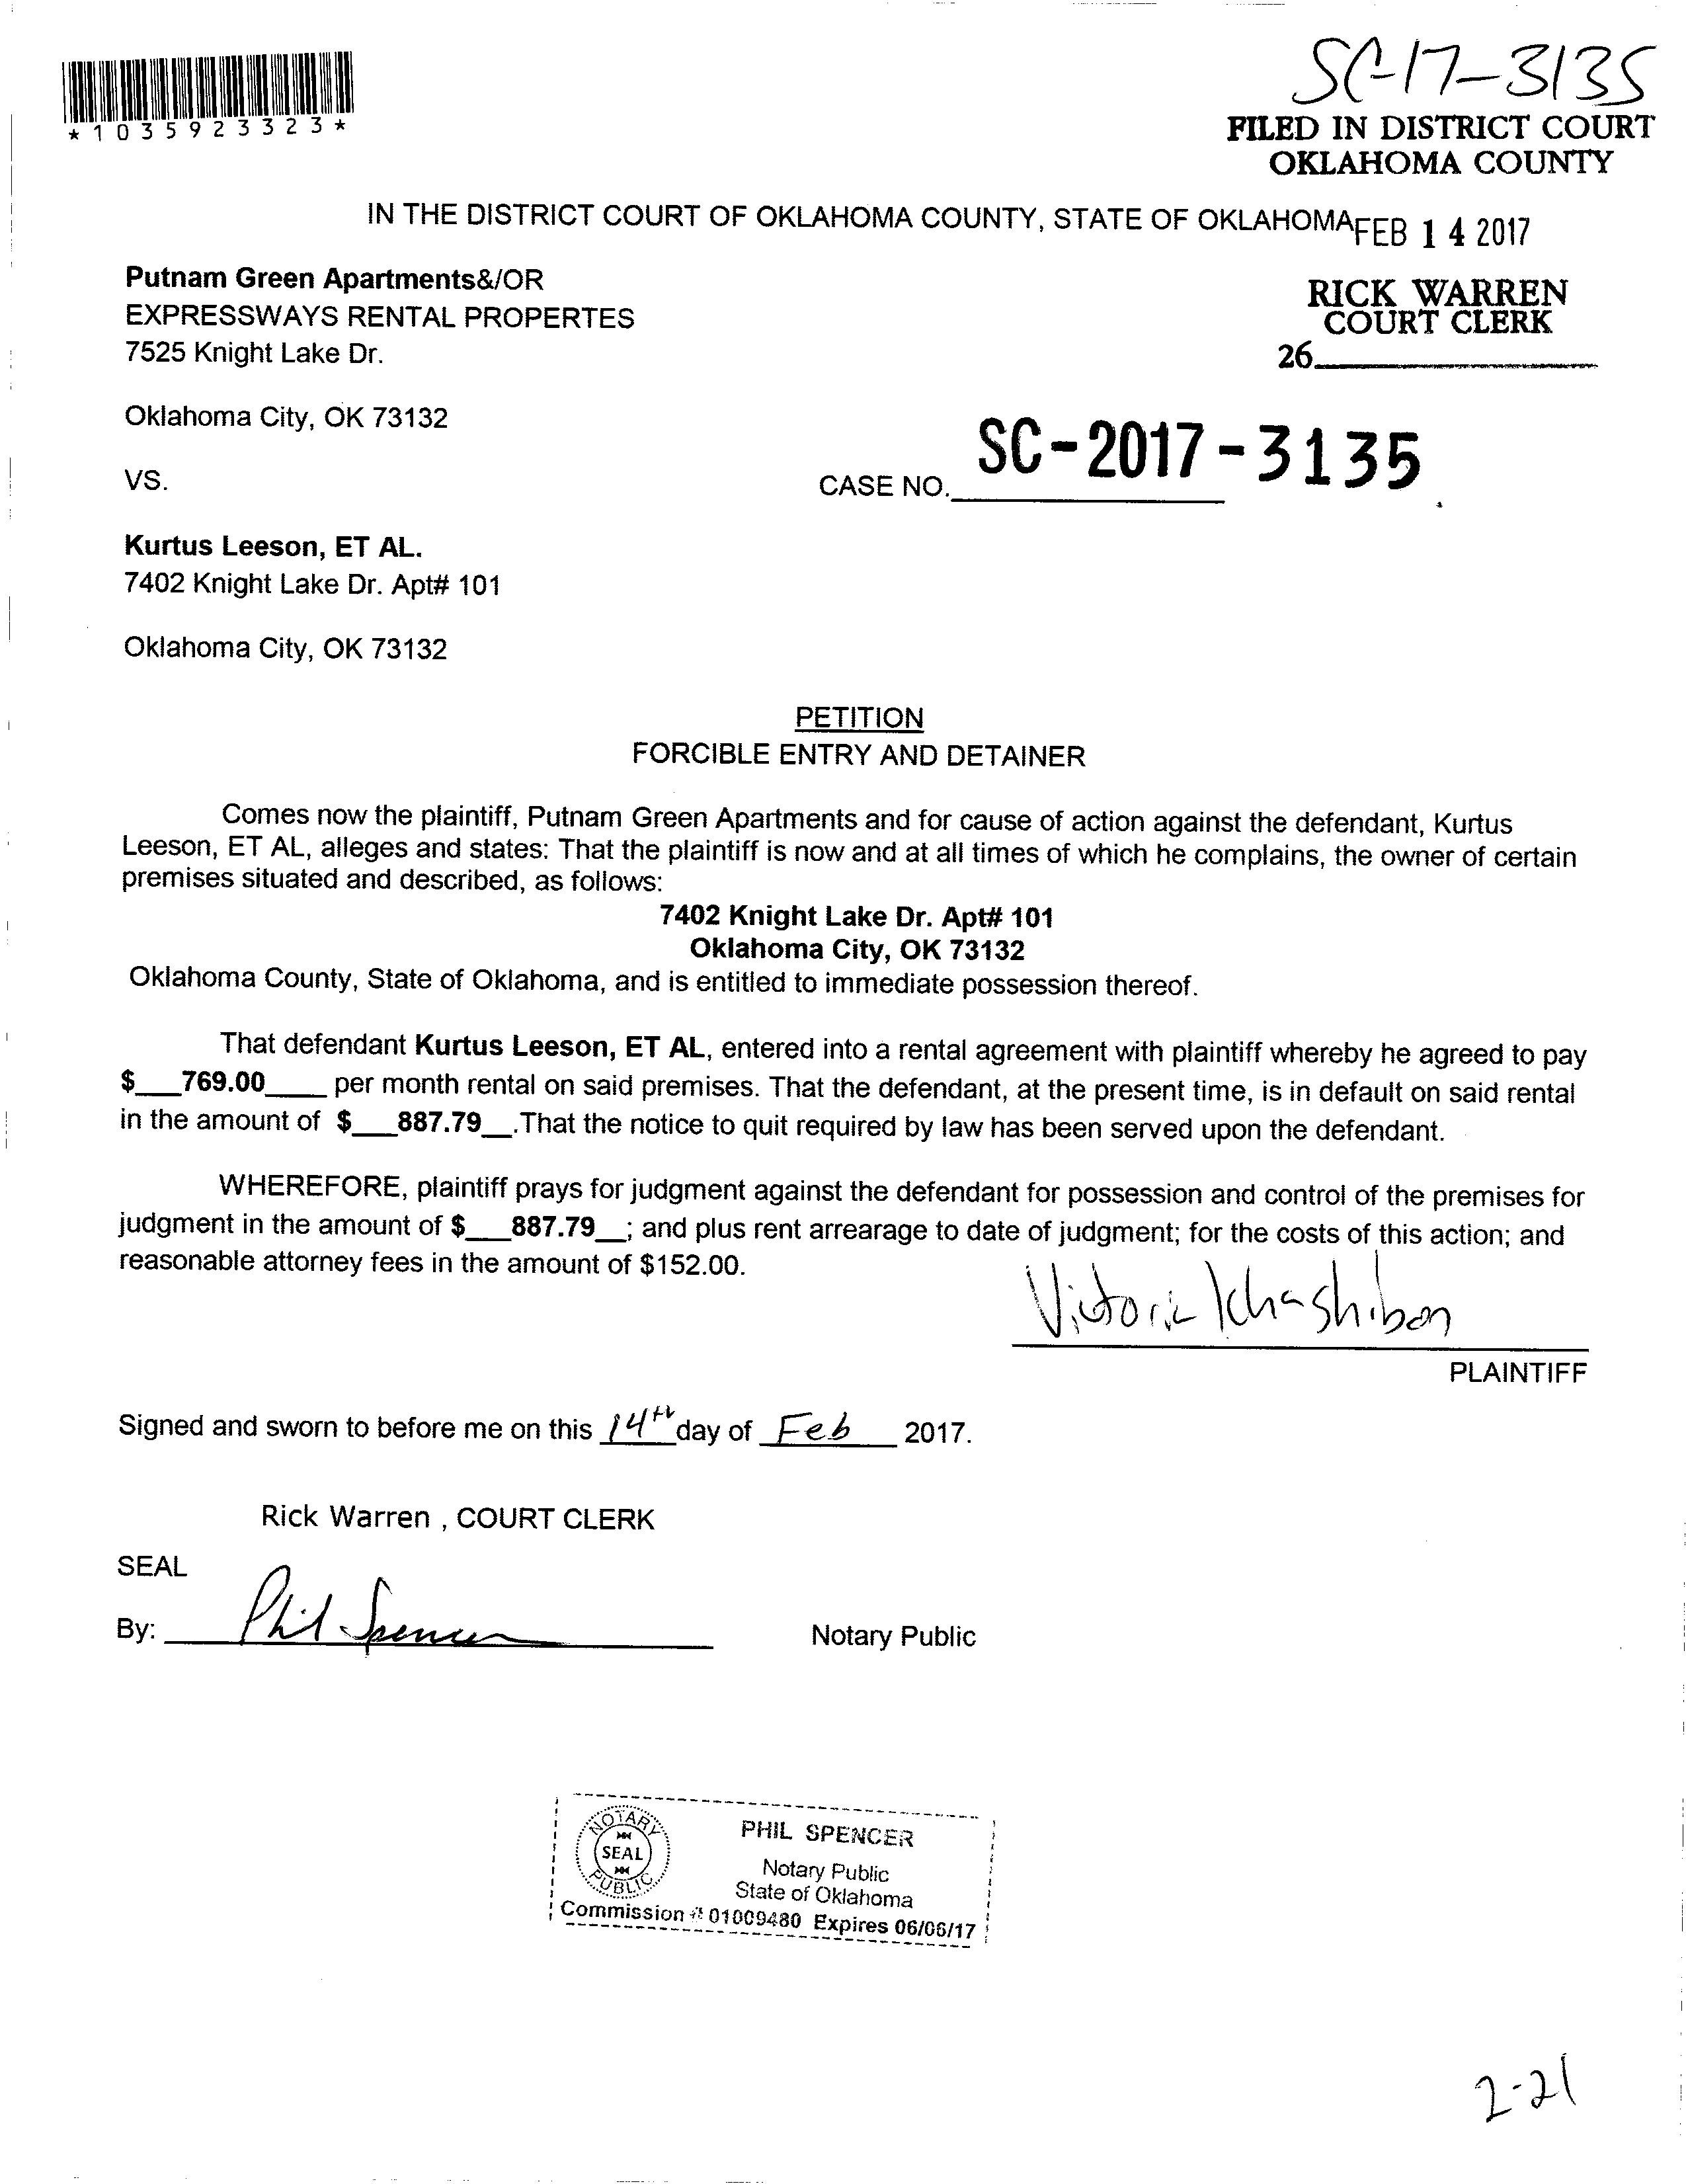 SC-17-3135
*1035923323*
FILED IN DISTRICT COURT
OKLAHOMA COUNTY
IN THE DISTRICT COURT OF OKLAHOMA COUNTY, STATE OF OKLAHOMA
FEB 14 2017
Putnam Green Apartments&/OR
EXPRESSWAYS RENTAL PROPERTES
7525 Knight Lake Dr.
RICK WARREN
COURT CLERK
26
Oklahoma City, OK 73132
VS.
CASE NO. SC-2017-3135
Kurtus Leeson, ET AL.
7402 Knight Lake Dr. Apt# 101
Oklahoma City, OK 73132
PETITION
FORCIBLE ENTRY AND DETAINER
Comes now the plaintiff, Putnam Green Apartments and for cause of action against the defendant, Kurtus
Leeson, ET AL, alleges and states: That the plaintiff is now and at all times of which he complains, the owner of certain
premises situated and described, as follows:
7402 Knight Lake Dr. Apt# 101
Oklahoma City, OK 73132
Oklahoma County, State of Oklahoma, and is entitled to immediate possession thereof.
That defendant Kurtus Leeson, ET AL, entered into a rental agreement with plaintiff whereby he agreed to pay
$___769.00____ per month rental on said premises. That the defendant, at the present time, is in default on said rental
in the amount of $___887.79__.That the notice to quit required by law has been served upon the defendant.
WHEREFORE, plaintiff prays for judgment against the defendant for possession and control of the premises for
judgment in the amount of $___887.79__; and plus rent arrearage to date of judgment; for the costs of this action; and
reasonable attorney fees in the amount of $152.00.
Victoria Khashibon
PLAINTIFF
Signed and sworn to before me on this 14th day of Feb 2017.
Rick Warren , COURT CLERK
SEAL
By: Phil Spencer Notary Public
NOTARY
SEAL
PUBLIC
PHIL SPENCER
Notary Public
State of Oklahoma
Commission # 01009480 Expires 06/06/17
2-21